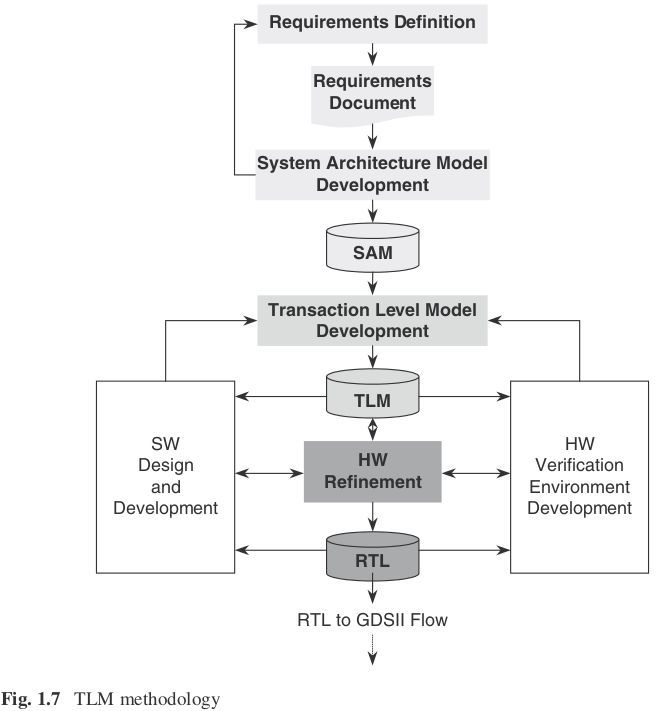 Requirements Definition
Requirements
Document
System Architecture Model
Development
SAM
Transaction Level Model
Development
TLM
SW
Design
and
Development
HW
Refinement
HW
Verification
Environment
Development
RTL
RTL to GDSII Flow
Fig. 1.7 TLM methodology